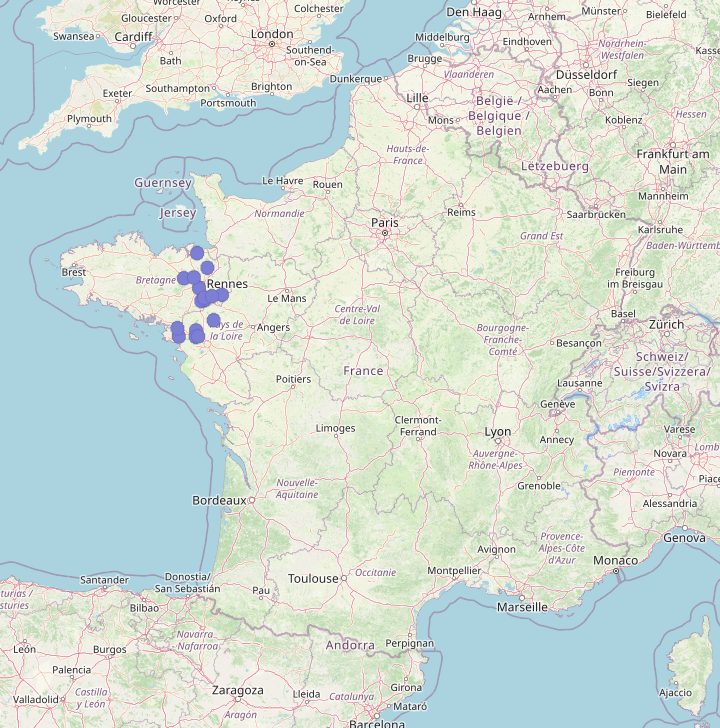 Worcester
Colchester
Den Haag
Münster
Arnhem
Bielefeld
Gloucester
Oxford
Swansea
Cardiff
London
Middelburg
Eindhoven
Nordrhein-
Westfalen
Bath
Southend-
on-Sea
Brugge
Dunkerque
Vlaanderen
Düsseldorf
Exeter
Southampton
Brighton
Aachen
Siegen
Portsmouth
Lille
België /
Belgique /
Belgien
Bonn
Plymouth
Mons
Koblenz
Hessen
Hauts-de-
France
Lëtzebuerg
Frankfurt am
Main
Guernsey
Le Havre
Rouen
Mannheim
Jersey
Normandie
Paris
Reims
Saarbrücken
Karlsruhe
Grand Est
Baden-Württemb
Brest
Bretagne
Rennes
Le Mans
Freiburg
im Breisgau
Centre-Val
de Loire
Basel
Pays de
la Loire
Angers
Bourgogne-
Franche-
Comté
Besançon
Zürich
Schweiz/
Suisse/Svizzera/
Svizra
France
Poitiers
Lausanne
Genève
Limoges
Clermont-
Ferrand
Lyon
Annecy
Varese
Novara
Lomb
Auvergne-
Rhône-Alpes
Piemonte
Piace
Nouvelle-
Aquitaine
Grenoble
Bordeaux
Alessandria
Genova
Provence-
Alpes-Côte
d'Azur
Avignon
Monaco
Santander
Donostia/
San Sebastián
Toulouse
Occitanie
Montpellier
turias /
sturies
Bilbao
Pau
Marseille
Navarra
Nafarroa
Andorra
Perpignan
León
Burgos
Palencia
Girona
Ajaccio
Valladolid
Castilla
y León
Zaragoza
Lleida
Catalunya
Mataró
Aragón
Barcelona